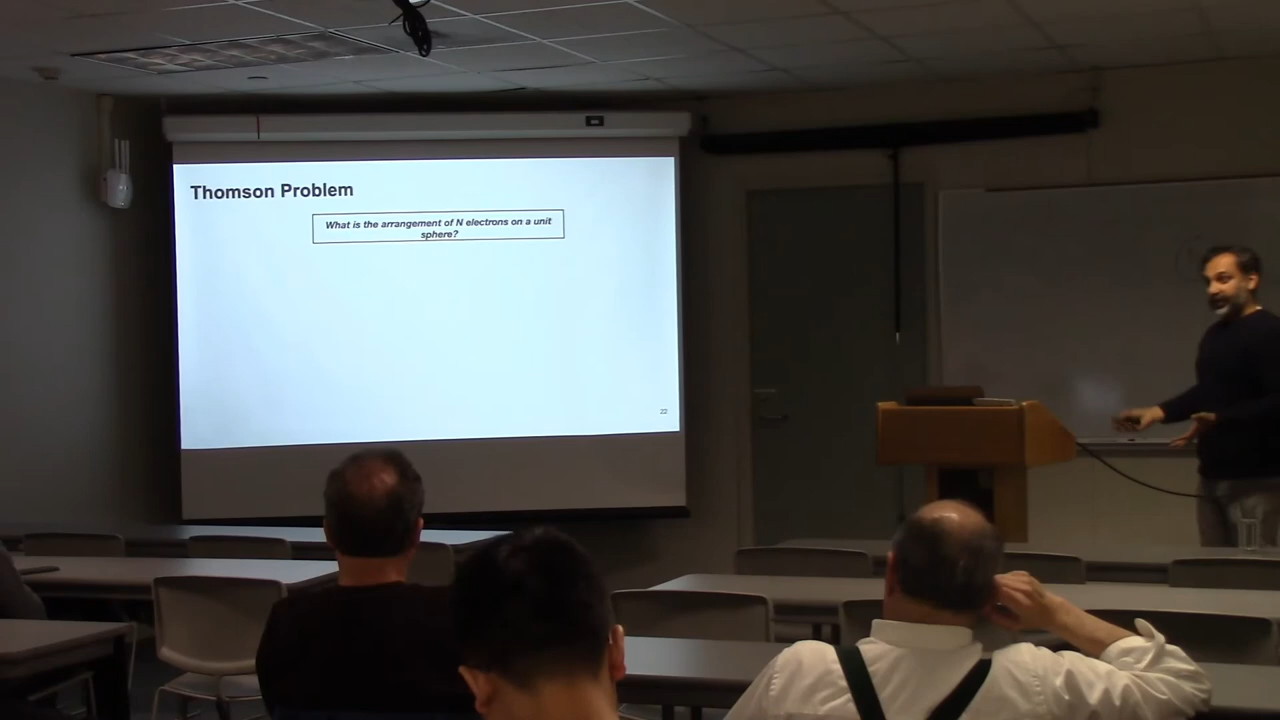 Thomson Problem
What is the arrangement of N electrons on a unit
sphere?
22